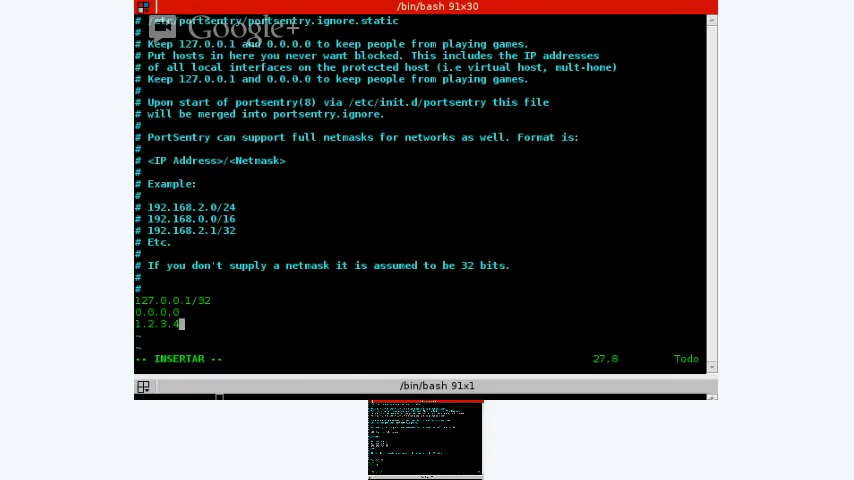 /bin/bash 91x30
# /etc/portsentry/portsentry.ignore.static
Google+
#
# Keep 127.0.0.1 and 0.0.0.0 to keep people from playing games.
# Put hosts in here you never want blocked. This includes the IP addresses
# of all local interfaces on the protected host (i.e virtual host, mult-home)
# Keep 127.0.0.1 and 0.0.0.0 to keep people from playing games.
#
# Upon start of portsentry(8) via /etc/init.d/portsentry this file
# will be merged into portsentry.ignore.
#
# PortSentry can support full netmasks for networks as well. Format is:
#
# <IP Address>/<Netmask>
#
# Example:
#
# 192.168.2.0/24
# 192.168.0.0/16
# 192.168.2.1/32
# Etc.
#
# If you don't supply a netmask it is assumed to be 32 bits.
#
#
127.0.0.1/32
0.0.0.0
1.2.3.4
~
~
-- INSERTAR -- 27,8 Todo
/bin/bash 91x1